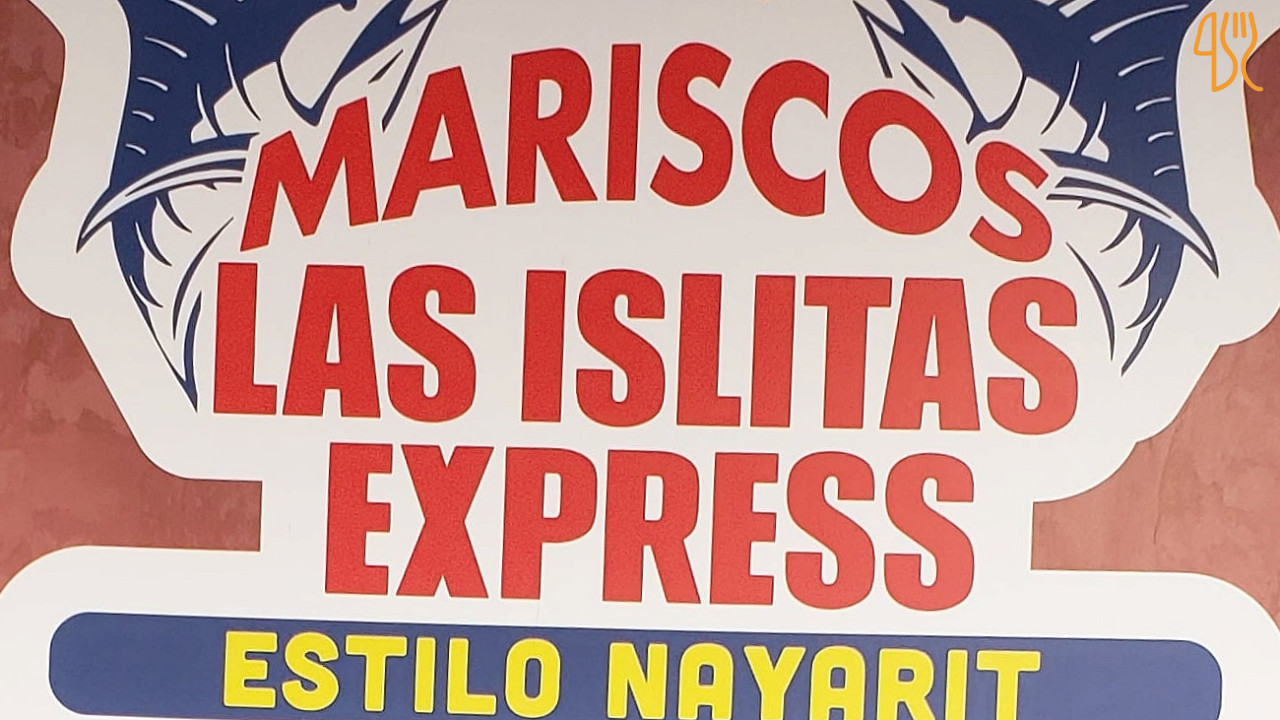 MARISCOS
LAS ISLITAS
EXPRESS
ESTILO NAYARIT